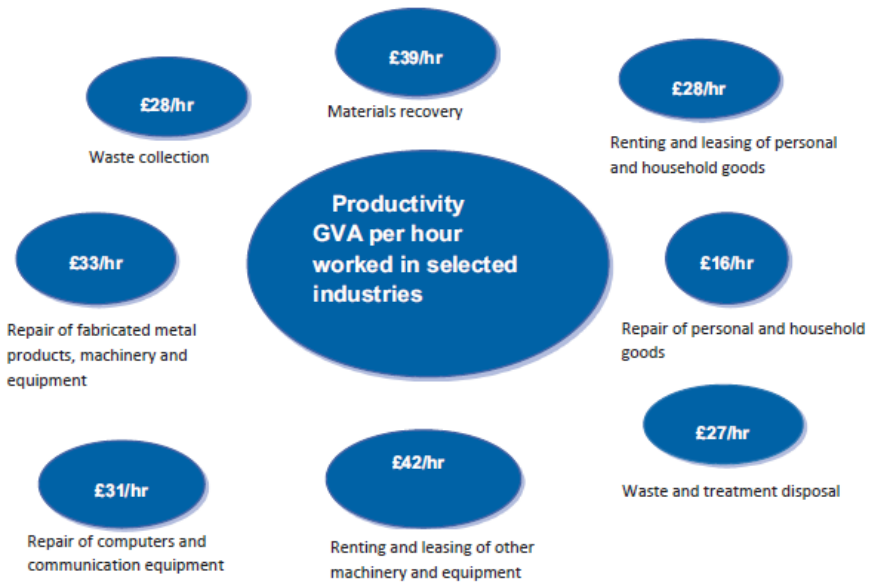 £39/hr
Materials recovery
£28/hr
Waste collection
£28/hr
Renting and leasing of personal
and household goods
Productivity
GVA per hour
worked in selected
industries
£33/hr
Repair of fabricated metal
products, machinery and
equipment
£16/hr
Repair of personal and household
goods
£27/hr
Waste and treatment disposal
£31/hr
Repair of computers and
communication equipment
£42/hr
Renting and leasing of other
machinery and equipment